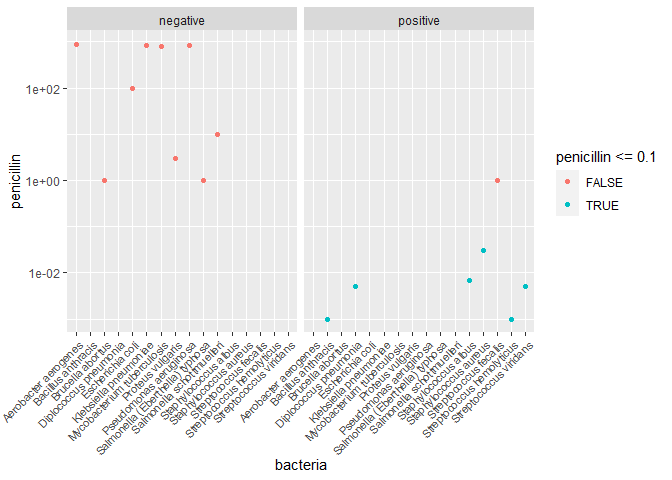 negative
positive
penicillin
1e+02
1e+00
1e-02
Aerobacter aerogenes
Bacillus anthracis
Brucella abortus
Diplococcus pneumonia
Escherichia coli
Klebsiella pneumoniae
Mycobacterium tuberculosis
Proteus vulgaris
Pseudomonas aeruginosa
Salmonella (Eberthella) typhosa
Salmonella schottmuelleri
Staphylococcus albus
Staphylococcus aureus
Streptococcus fecalis
Streptococcus hemolyticus
Streptococcus viridans
Aerobacter aerogenes
Bacillus anthracis
Brucella abortus
Diplococcus pneumonia
Escherichia coli
Klebsiella pneumoniae
Mycobacterium tuberculosis
Proteus vulgaris
Pseudomonas aeruginosa
Salmonella (Eberthella) typhosa
Salmonella schottmuelleri
Staphylococcus albus
Staphylococcus aureus
Streptococcus fecalis
Streptococcus hemolyticus
Streptococcus viridans
bacteria
penicillin <= 0.1
FALSE
TRUE